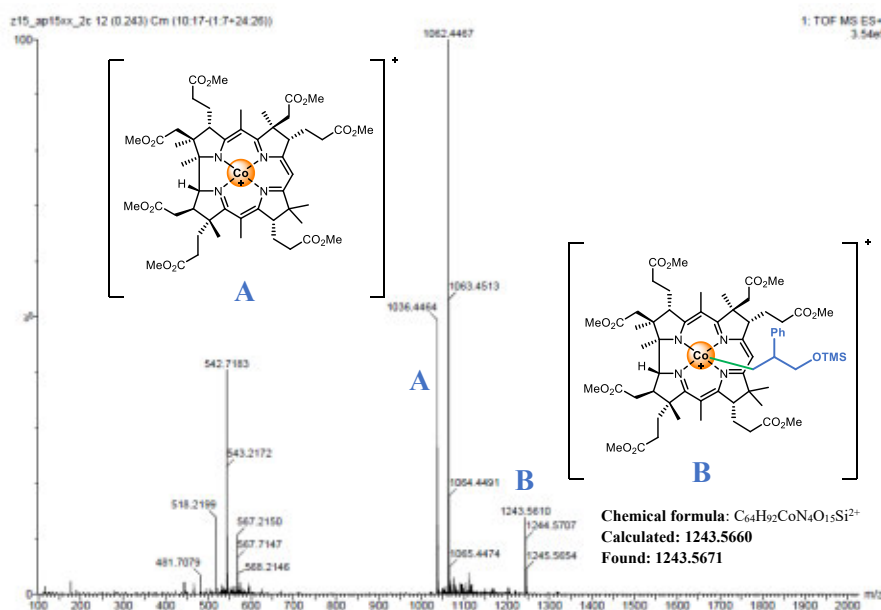 z15_ap15xx_2c 12 (0.243) Cm (10:17-(1:7+24:26))
1: TOF MS ES+
3.54e
100
1062.4467
+
CO2Me
CO2Me
CO2Me
MeO2C
N
N
Co
+
H
N
N
MeO2C
CO2Me
MeO2C
A
1063.4513
1036.4464
%
542.7183
A
543.2172
+
CO2Me
CO2Me
CO2Me
MeO2C
Ph
N
N
Co
+
OTMS
H
N
N
MeO2C
CO2Me
MeO2C
B
1064.4491
B
518.2199
1243.5610
567.2150
1244.5707
567.7147
481.7079
568.2146
1065.4474
1245.5654
Chemical formula: C64H92CoN4O15Si2+
Calculated: 1243.5660
Found: 1243.5671
0
m/z
100 200 300 400 500 600 700 800 900 1000 1100 1200 1300 1400 1500 1600 1700 1800 1900 2000